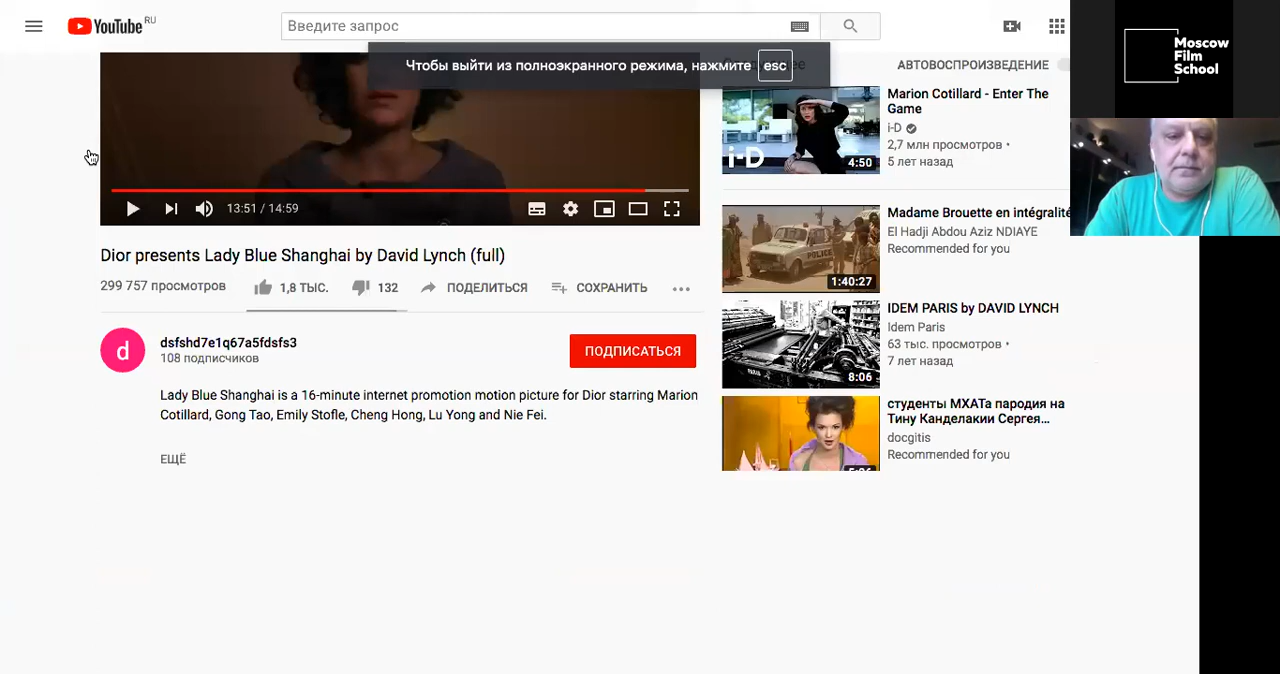 YouTube RU
Введите запрос
Чтобы выйти из полноэкранного режима, нажмите esc
АВТОВОСПРОИЗВЕДЕНИЕ
Moscow
Film
School
13:51 / 14:59
Dior presents Lady Blue Shanghai by David Lynch (full)
299 757 просмотров
1,8 ТЫС.
132
ПОДЕЛИТЬСЯ
СОХРАНИТЬ
d
dsfshd7e1q67a5fdsfs3
108 подписчиков
ПОДПИСАТЬСЯ
Lady Blue Shanghai is a 16-minute internet promotion motion picture for Dior starring Marion
Cotillard, Gong Tao, Emily Stofle, Cheng Hong, Lu Yong and Nie Fei.
ЕЩЁ
i-D
4:50
Marion Cotillard - Enter The
Game
i-D
2,7 млн просмотров •
5 лет назад
POLICE
1:40:27
Madame Brouette en intégralité
El Hadji Abdou Aziz NDIAYE
Recommended for you
8:06
IDEM PARIS by DAVID LYNCH
Idem Paris
63 тыс. просмотров •
7 лет назад
студенты МХАТа пародия на
Тину Канделакии Сергея...
docgitis
Recommended for you